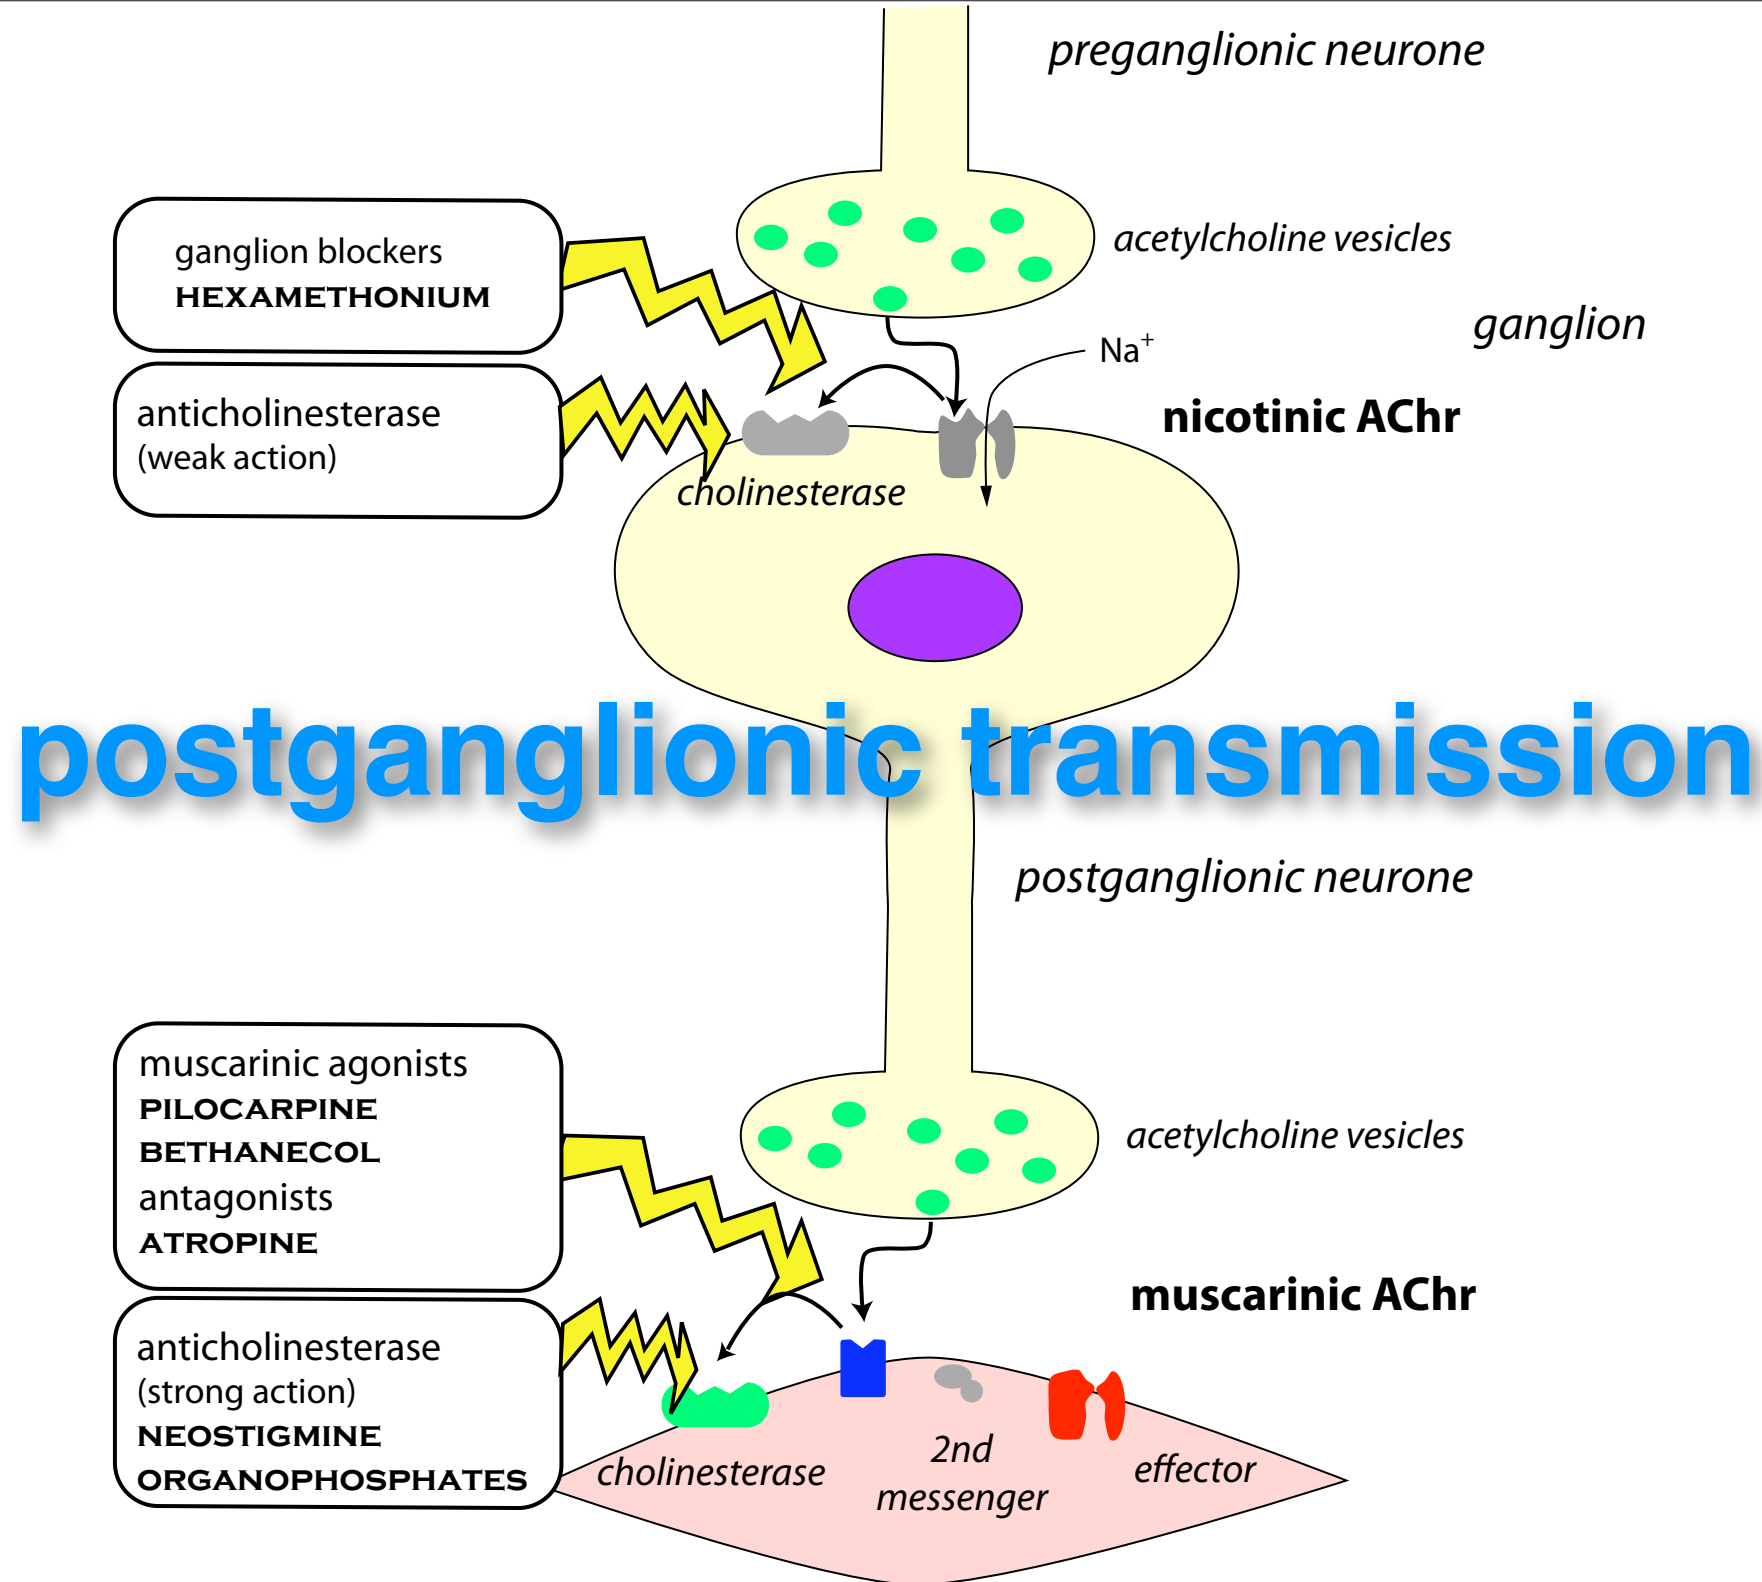 preganglionic neurone
acetylcholine vesicles
ganglion blockers
HEXAMETHONIUM
ganglion
Na⁺
anticholinesterase
(weak action)
nicotinic AChr
cholinesterase
postganglionic transmission
postganglionic neurone
muscarinic agonists
PILOCARPINE
BETHANECOL
antagonists
ATROPINE
acetylcholine vesicles
muscarinic AChr
anticholinesterase
(strong action)
NEOSTIGMINE
ORGANOPHOSPHATES
cholinesterase
2nd
messenger
effector